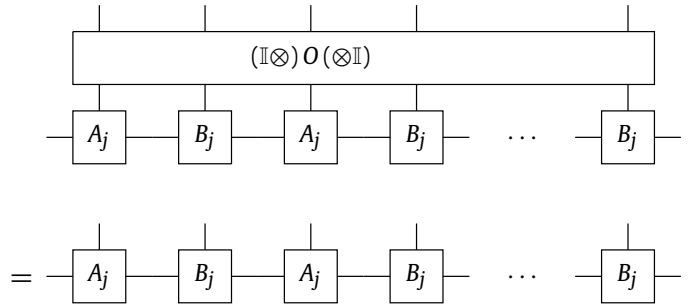 (𝕀⊗) O (⊗𝕀)
A_j B_j A_j B_j ⋯ B_j
= A_j B_j A_j B_j ⋯ B_j